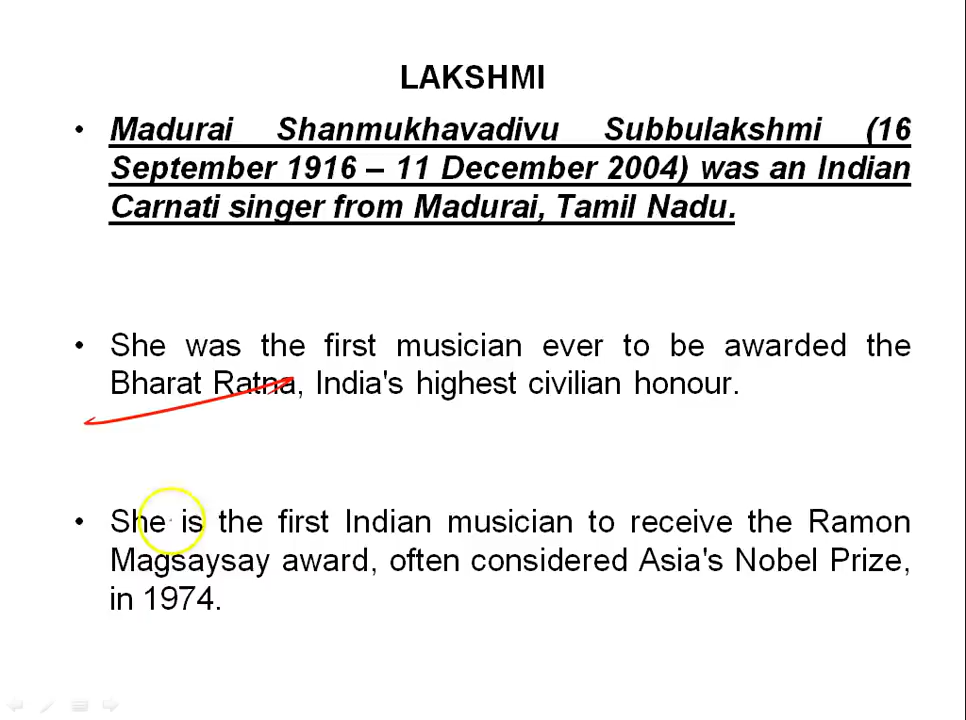 LAKSHMI
• Madurai Shanmukhavadivu Subbulakshmi (16
September 1916 – 11 December 2004) was an Indian
Carnati singer from Madurai, Tamil Nadu.
• She was the first musician ever to be awarded the
Bharat Ratna, India's highest civilian honour.
• She is the first Indian musician to receive the Ramon
Magsaysay award, often considered Asia's Nobel Prize,
in 1974.